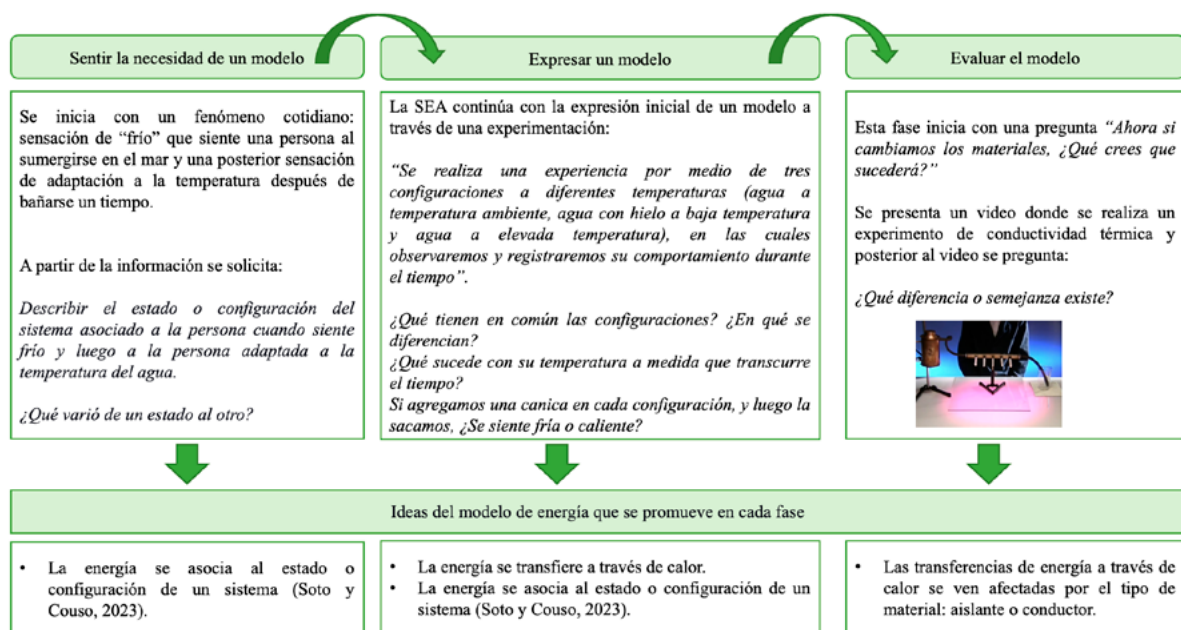 Sentir la necesidad de un modelo
Se inicia con un fenómeno cotidiano:
sensación de “frío” que siente una persona al
sumergirse en el mar y una posterior sensación
de adaptación a la temperatura después de
bañarse un tiempo.
A partir de la información se solicita:
Describir el estado o configuración del
sistema asociado a la persona cuando siente
frío y luego a la persona adaptada a la
temperatura del agua.
¿Qué varió de un estado al otro?
Expresar un modelo
La SEA continúa con la expresión inicial de un modelo a
través de una experimentación:
“Se realiza una experiencia por medio de tres
configuraciones a diferentes temperaturas (agua a
temperatura ambiente, agua con hielo a baja temperatura
y agua a elevada temperatura), en las cuales
observaremos y registraremos su comportamiento durante
el tiempo”.
¿Qué tienen en común las configuraciones? ¿En qué se
diferencian?
¿Qué sucede con su temperatura a medida que transcurre
el tiempo?
Si agregamos una canica en cada configuración, y luego la
sacamos, ¿Se siente fría o caliente?
Evaluar el modelo
Esta fase inicia con una pregunta “Ahora si
cambiamos los materiales, ¿Qué crees que
sucederá?”
Se presenta un video donde se realiza un
experimento de conductividad térmica y
posterior al video se pregunta:
¿Qué diferencia o semejanza existe?
Ideas del modelo de energía que se promueve en cada fase
• La energía se asocia al estado o
configuración de un sistema (Soto y
Couso, 2023).
• La energía se transfiere a través de calor.
• La energía se asocia al estado o configuración de un
sistema (Soto y Couso, 2023).
• Las transferencias de energía a través de
calor se ven afectadas por el tipo de
material: aislante o conductor.